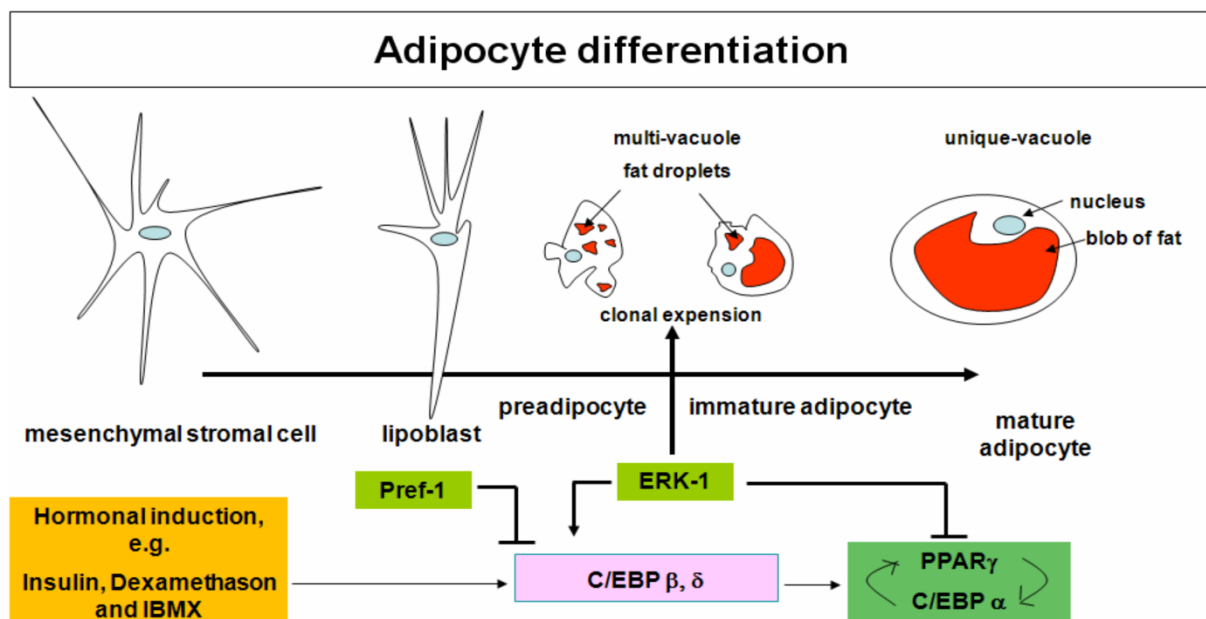 Adipocyte differentiation
multi-vacuole
fat droplets
unique-vacuole
nucleus
blob of fat
clonal expension
preadipocyte
immature adipocyte
mesenchymal stromal cell
lipoblast
mature
adipocyte
Pref-1
ERK-1
Hormonal induction,
e.g.
Insulin, Dexamethason
and IBMX
C/EBP β, δ
PPARγ
C/EBP α